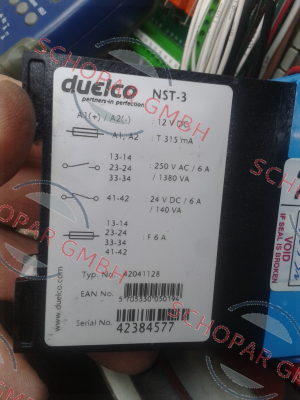 duelco NST-3
partners-in perfection
A1(+) / A2(-) : 12 V DC
A1, A2 : T 315 mA
13-14
23-24 : 250 V AC / 6 A
33-34 / 1380 VA
41-42 : 24 V DC / 6 A
/ 140 VA
13-14
23-24
33-34 : F 6 A
41-42
Typ. No. 42041128
EAN No.
Serial No.
42384577
www.duelco.com
VOID
IF SEAL IS BROKEN
SCHOPAR GMBH
SCHOPAR GMBH
SCHOPAR GMBH